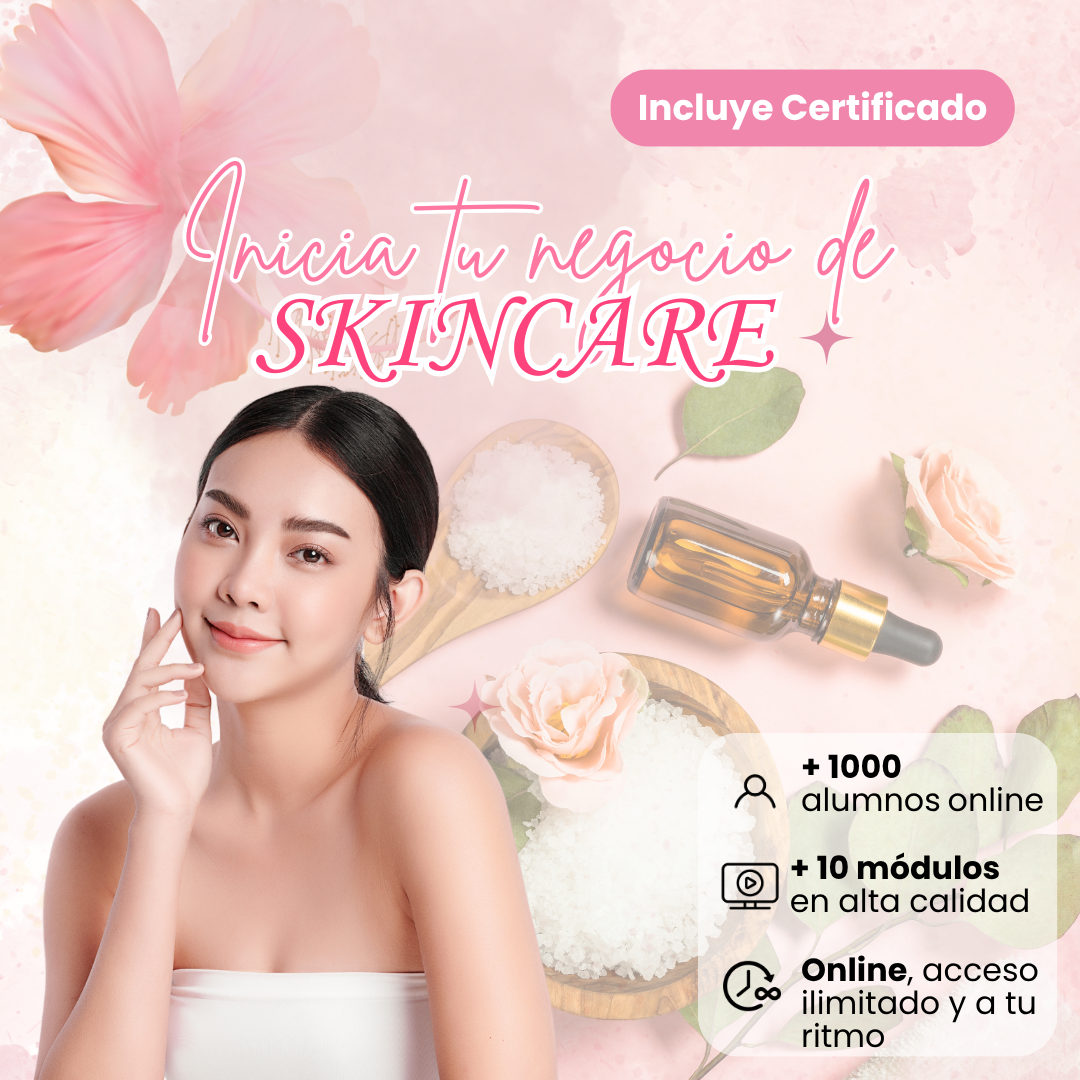 Incluye Certificado
Inicia tu negocio de
SKINCARE
+ 1000
alumnos online
+ 10 módulos
en alta calidad
Online, acceso
ilimitado y a tu
ritmo